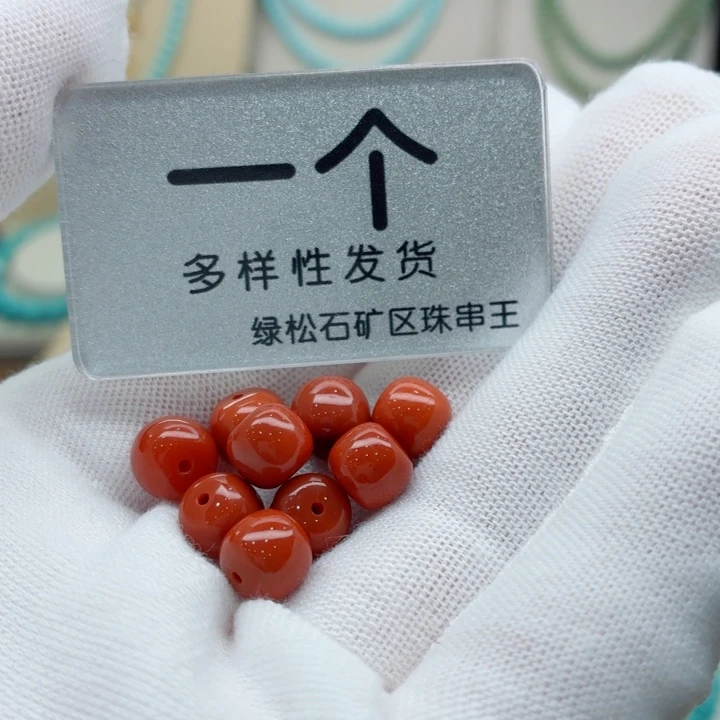 一个
多样性发货
绿松石矿区珠串王